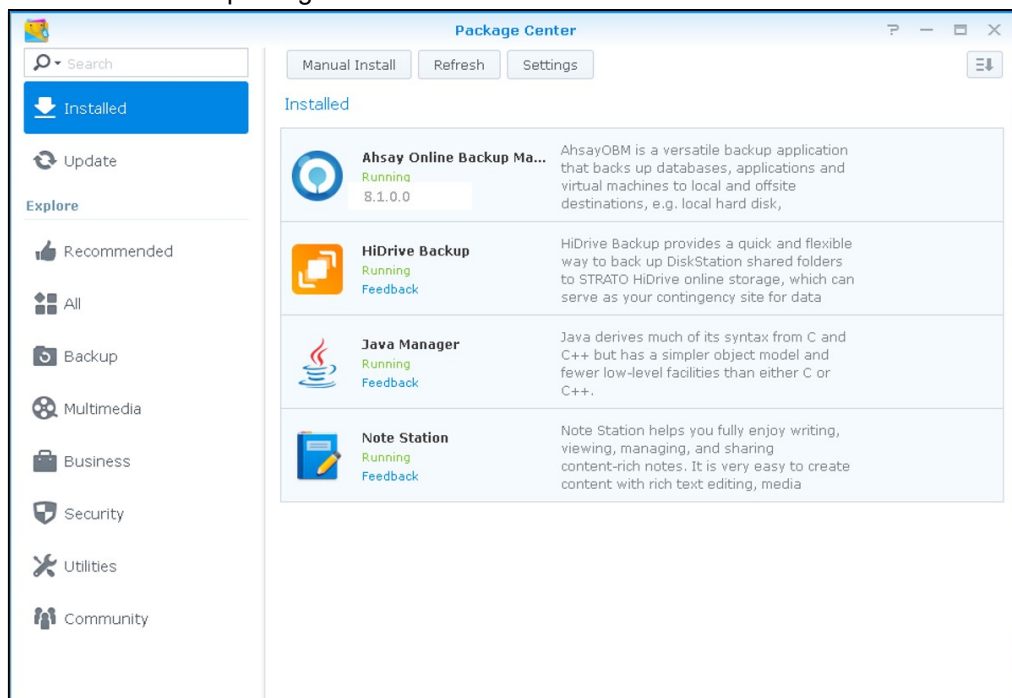 Package Center
Search
Manual Install
Refresh
Settings
Installed
Update
Explore
Recommended
All
Backup
Multimedia
Business
Security
Utilities
Community
Installed
Ahsay Online Backup Ma...
Running
8.1.0.0
AhsayOBM is a versatile backup application
that backs up databases, applications and
virtual machines to local and offsite
destinations, e.g. local hard disk,
HiDrive Backup
Running
Feedback
HiDrive Backup provides a quick and flexible
way to back up DiskStation shared folders
to STRATO HiDrive online storage, which can
serve as your contingency site for data
Java Manager
Running
Feedback
Java derives much of its syntax from C and
C++ but has a simpler object model and
fewer low-level facilities than either C or
C++.
Note Station
Running
Feedback
Note Station helps you fully enjoy writing,
viewing, managing, and sharing
content-rich notes. It is very easy to create
content with rich text editing, media